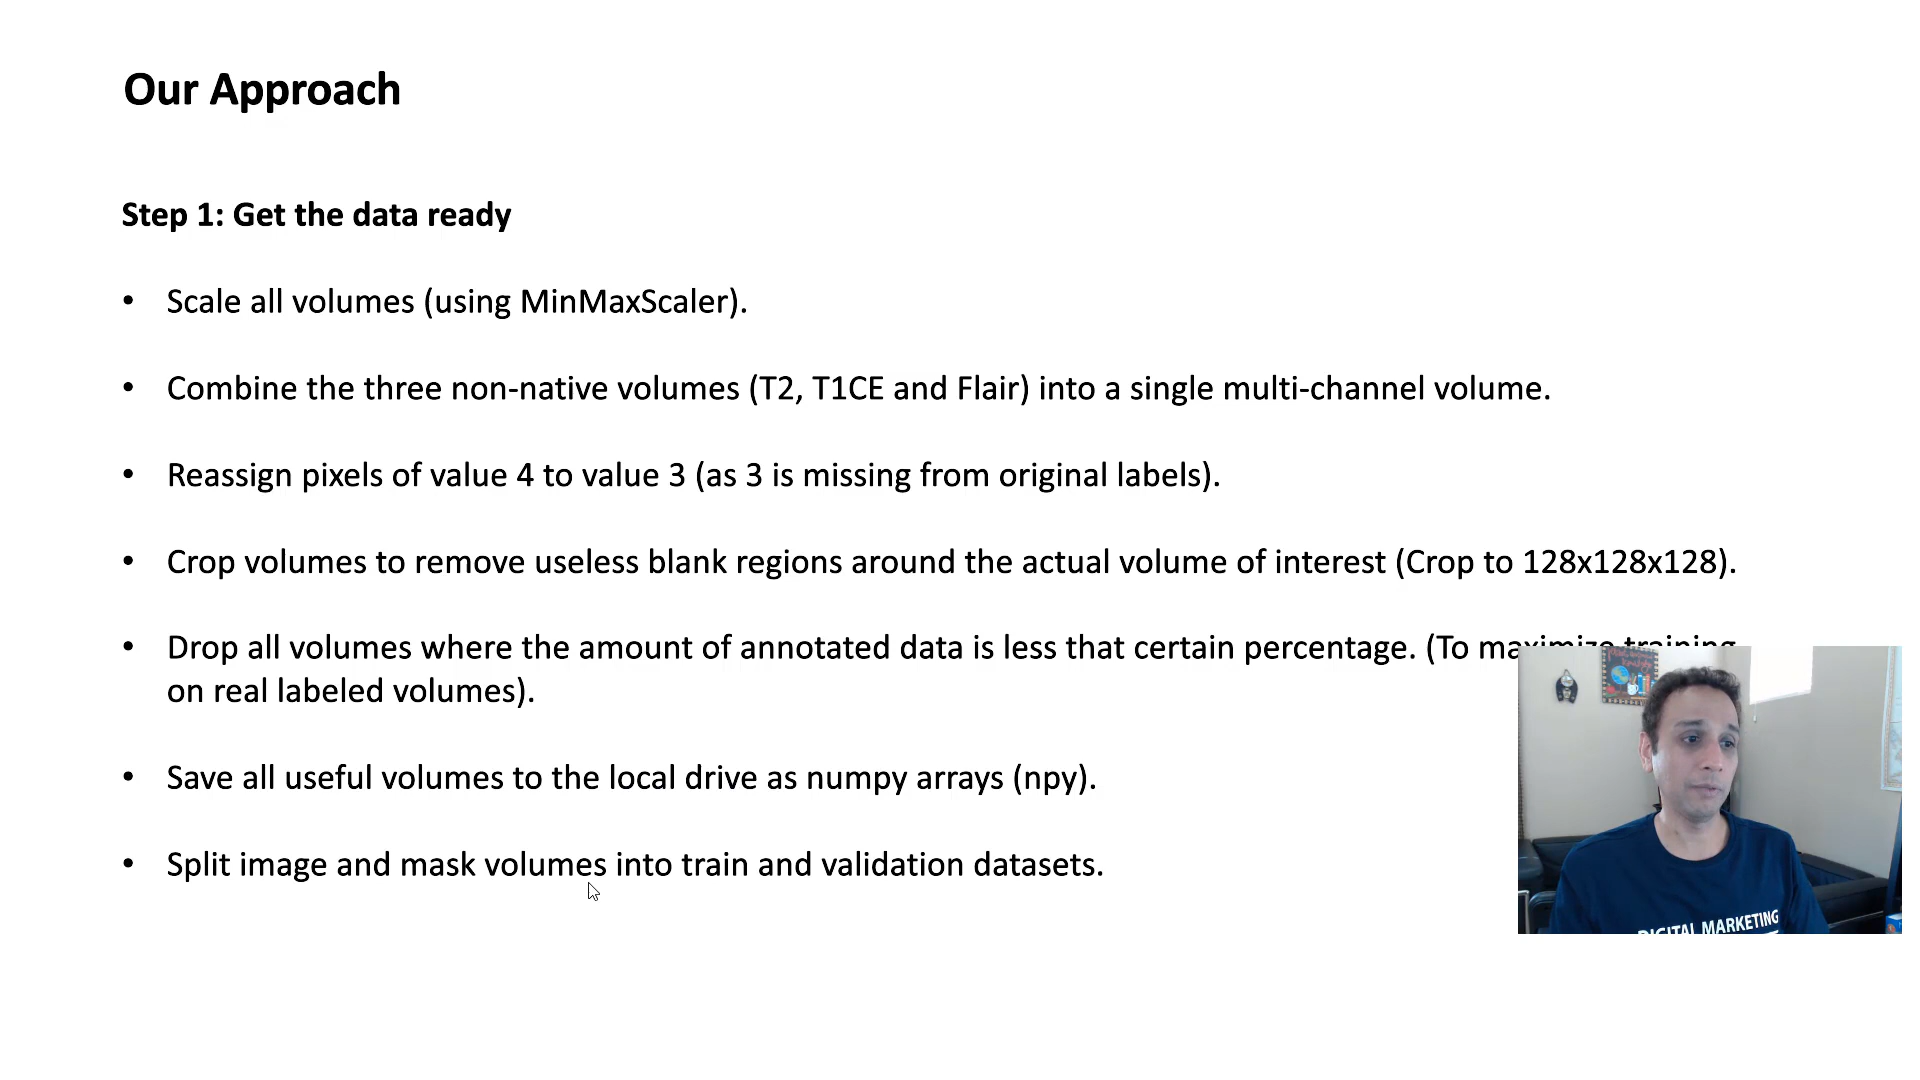 Our Approach
Step 1: Get the data ready
• Scale all volumes (using MinMaxScaler).
• Combine the three non-native volumes (T2, T1CE and Flair) into a single multi-channel volume.
• Reassign pixels of value 4 to value 3 (as 3 is missing from original labels).
• Crop volumes to remove useless blank regions around the actual volume of interest (Crop to 128x128x128).
• Drop all volumes where the amount of annotated data is less that certain percentage. (To maximize training
on real labeled volumes).
• Save all useful volumes to the local drive as numpy arrays (npy).
• Split image and mask volumes into train and validation datasets.
DIGITAL MARKETING